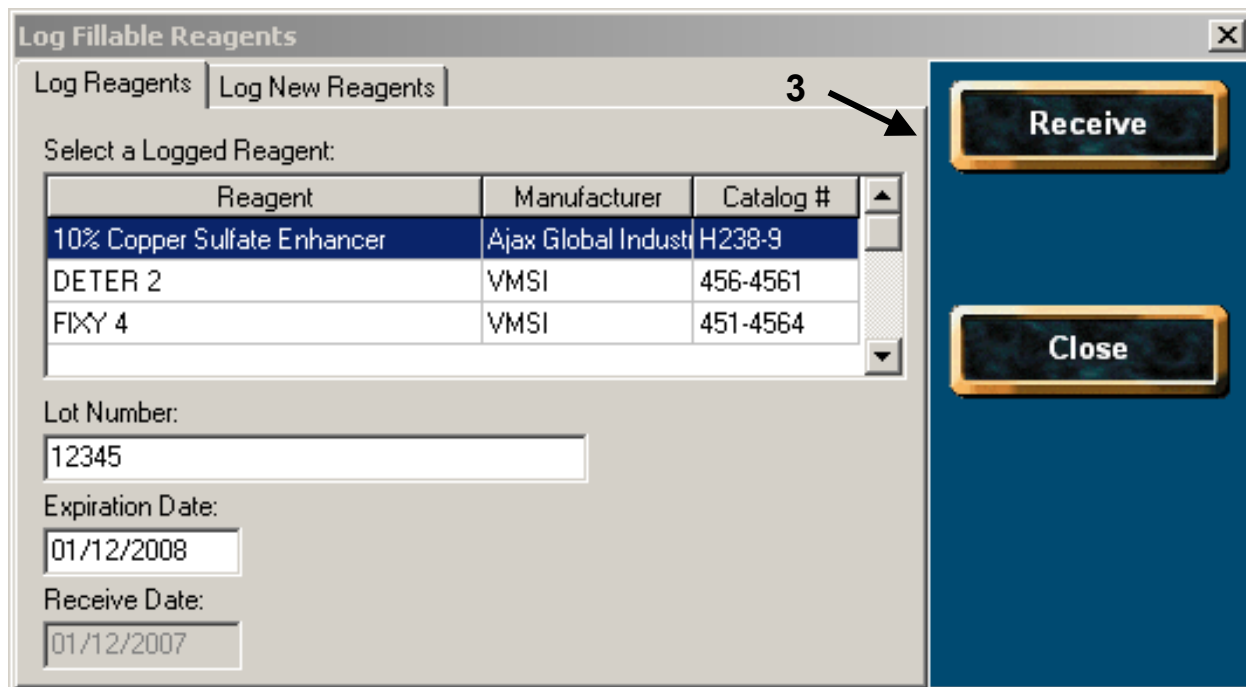 Log Fillable Reagents
Log Reagents Log New Reagents
3
Receive
Select a Logged Reagent:
Reagent Manufacturer Catalog #
10% Copper Sulfate Enhancer Ajax Global Industr H238-9
DETER 2 VMSI 456-4561
FIXY 4 VMSI 451-4564
Close
Lot Number:
12345
Expiration Date:
01/12/2008
Receive Date:
01/12/2007